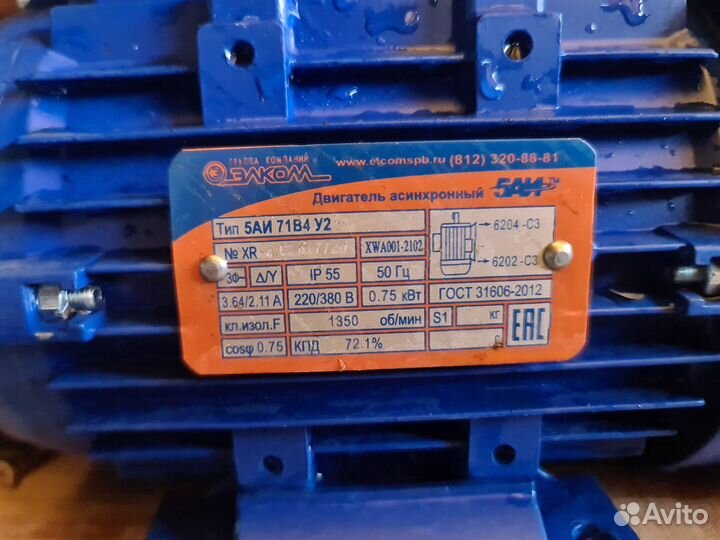 ГРУППА КОМПАНИЙ
ЭЛКОМ
www.elcomspb.ru (812) 320-88-81
Двигатель асинхронный 5АИ™
Тип 5АИ 71В4 У2
№ XR- XWA001-2102
6204-C3
6202-C3
3Ф Δ/Y IP 55 50 Гц
3.64/2.11 А 220/380 В 0.75 кВт ГОСТ 31606-2012
кл.изол.F 1350 об/мин S1 кг
cosφ 0.75 КПД 72.1%
EAC
Avito